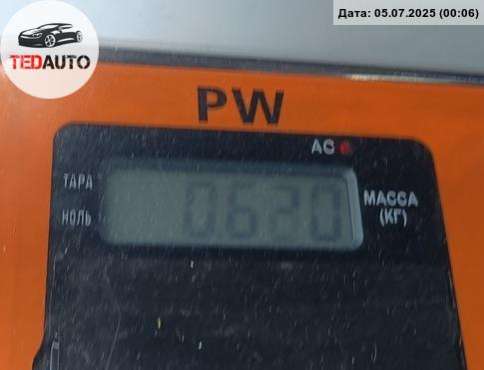 Дата: 05.07.2025 (00:06)
TEDAUTO
PW
AC
ТАРА
НОЛЬ
0.620
МАССА
(КГ)